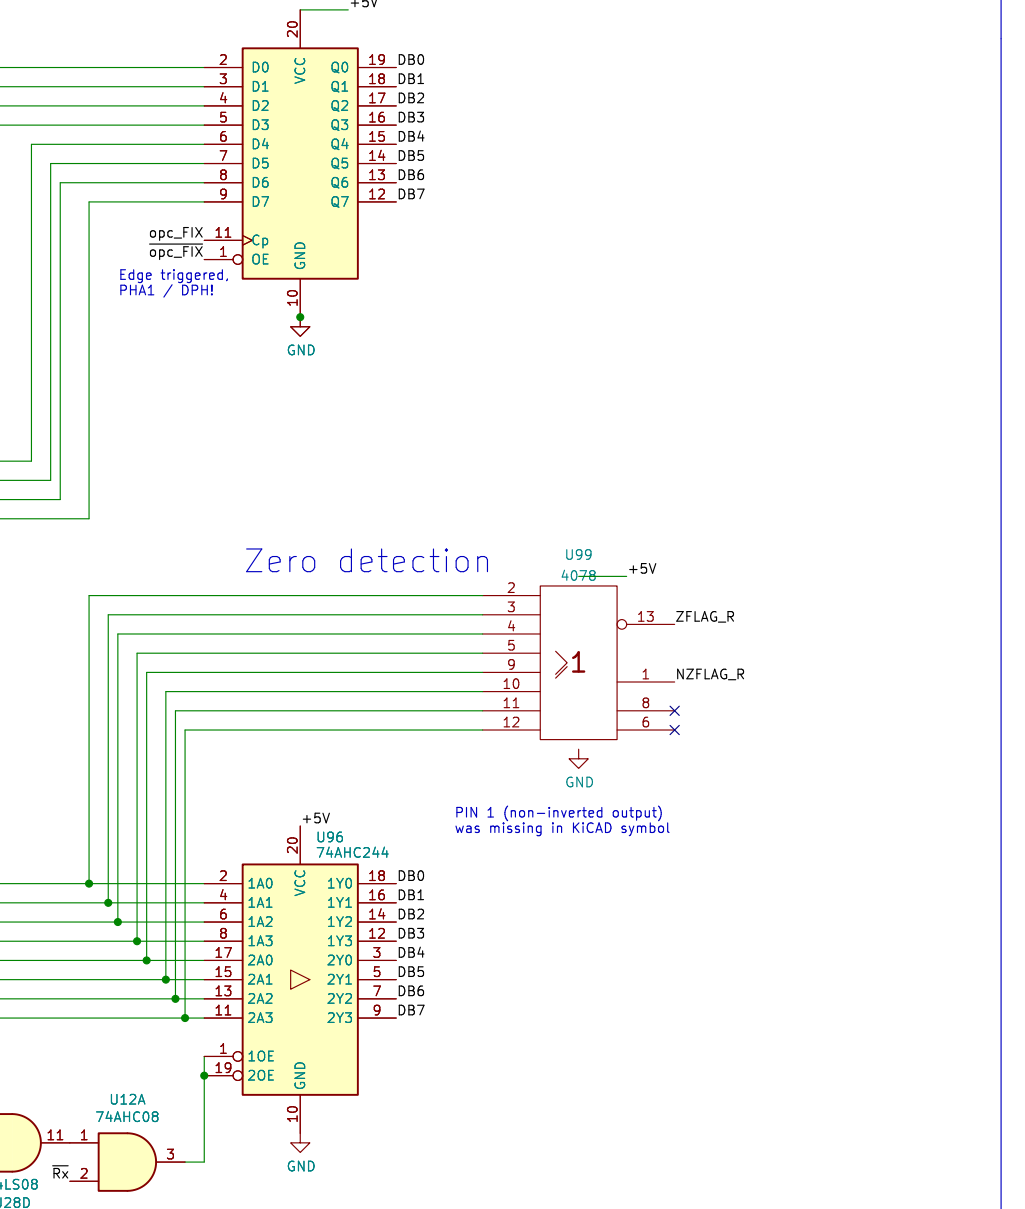 +5V
20
2 D0 VCC Q0 19 DB0
3 D1 Q1 18 DB1
4 D2 Q2 17 DB2
5 D3 Q3 16 DB3
6 D4 Q4 15 DB4
7 D5 Q5 14 DB5
8 D6 Q6 13 DB6
9 D7 Q7 12 DB7
opc_FIX 11 Cp
opc_FIX 1 OE GND
Edge triggered,
PHA1 / DPH!
10
GND
Zero detection
U99
4078
+5V
2
3
4
5
9
10
11
12
1
13 ZFLAG_R
1 NZFLAG_R
8
6
GND
PIN 1 (non-inverted output)
was missing in KiCAD symbol
+5V
20
U96
74AHC244
2 1A0 VCC 1Y0 18 DB0
4 1A1 1Y1 16 DB1
6 1A2 1Y2 14 DB2
8 1A3 1Y3 12 DB3
17 2A0 2Y0 3 DB4
15 2A1 2Y1 5 DB5
13 2A2 2Y2 7 DB6
11 2A3 2Y3 9 DB7
1 1OE
19 2OE GND
10
GND
U12A
74AHC08
11 1
3
Rx 2
4LS08
U28D